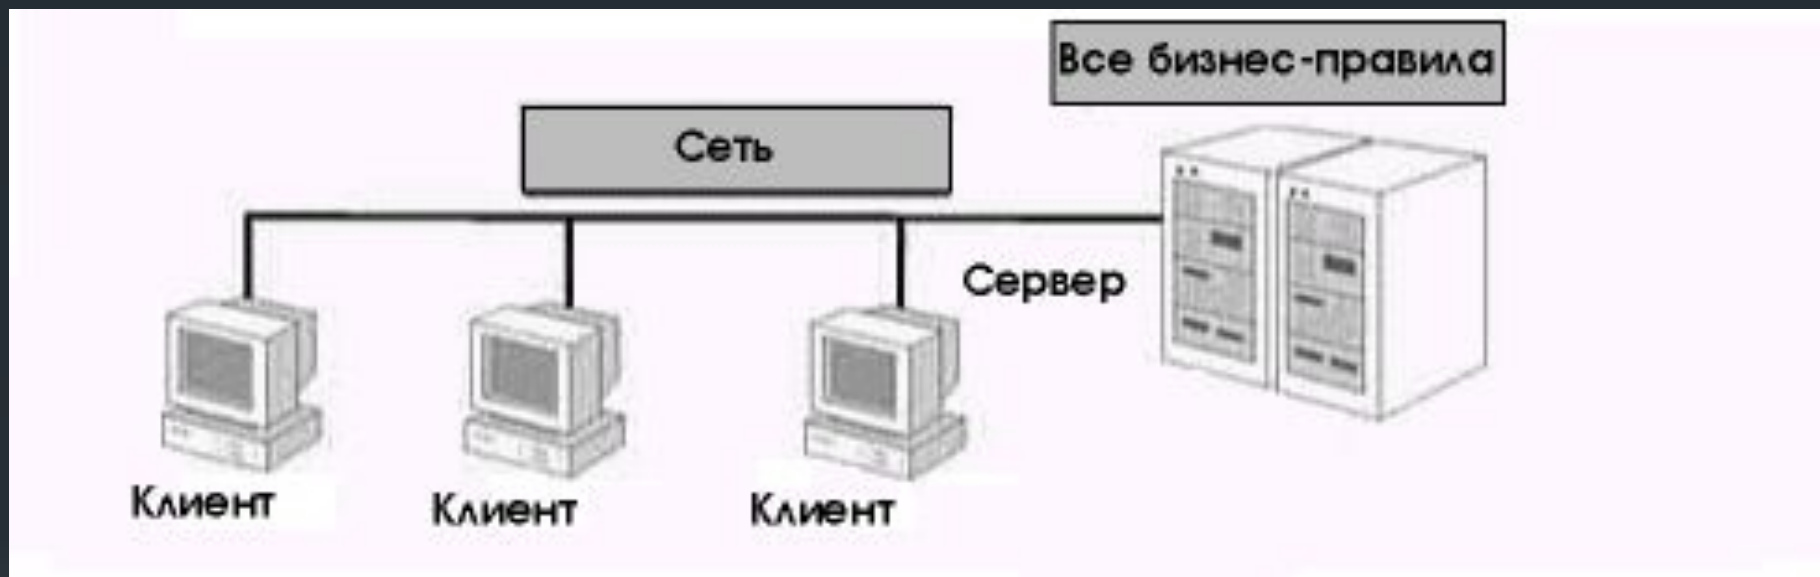 Все бизнес-правила
Сеть
Сервер
Клиент
Клиент
Клиент